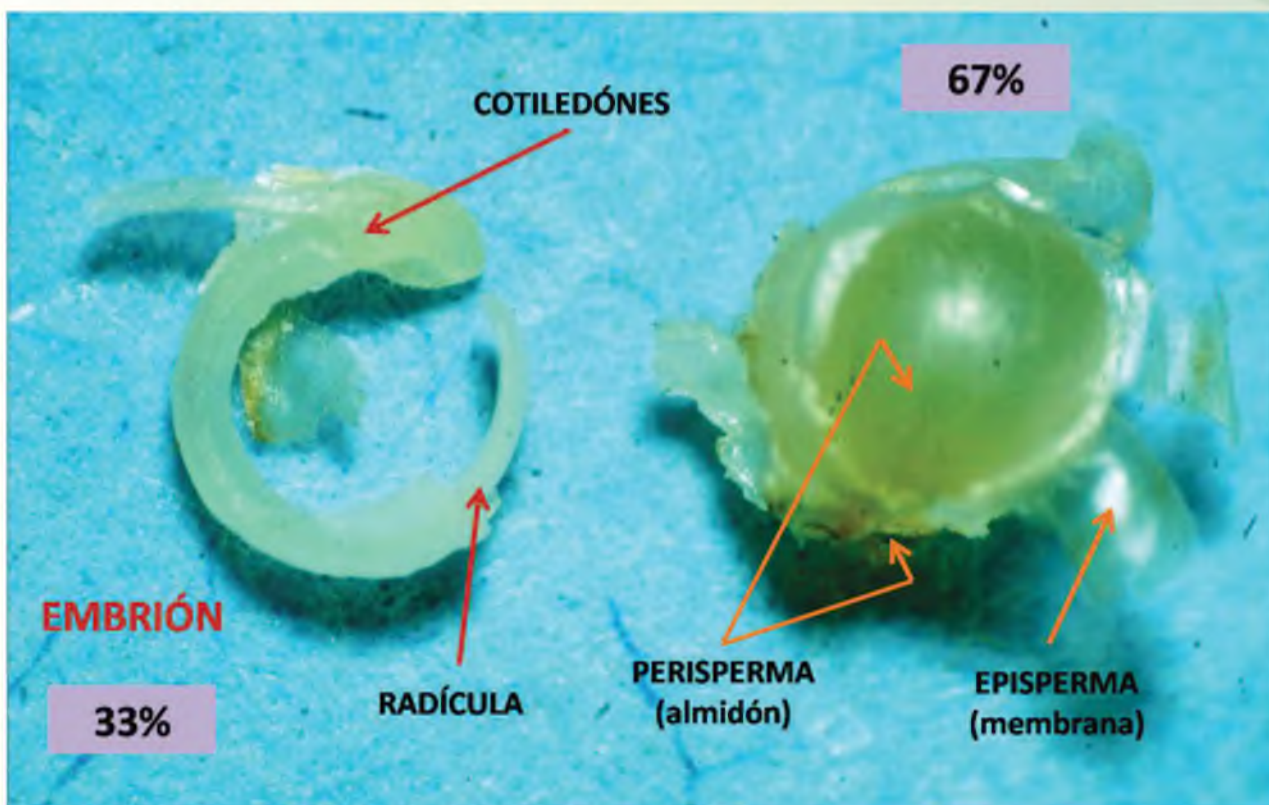 67%
COTILEDÓNES
EMBRIÓN
33%
RADÍCULA
PERISPERMA
(almidón)
EPISPERMA
(membrana)